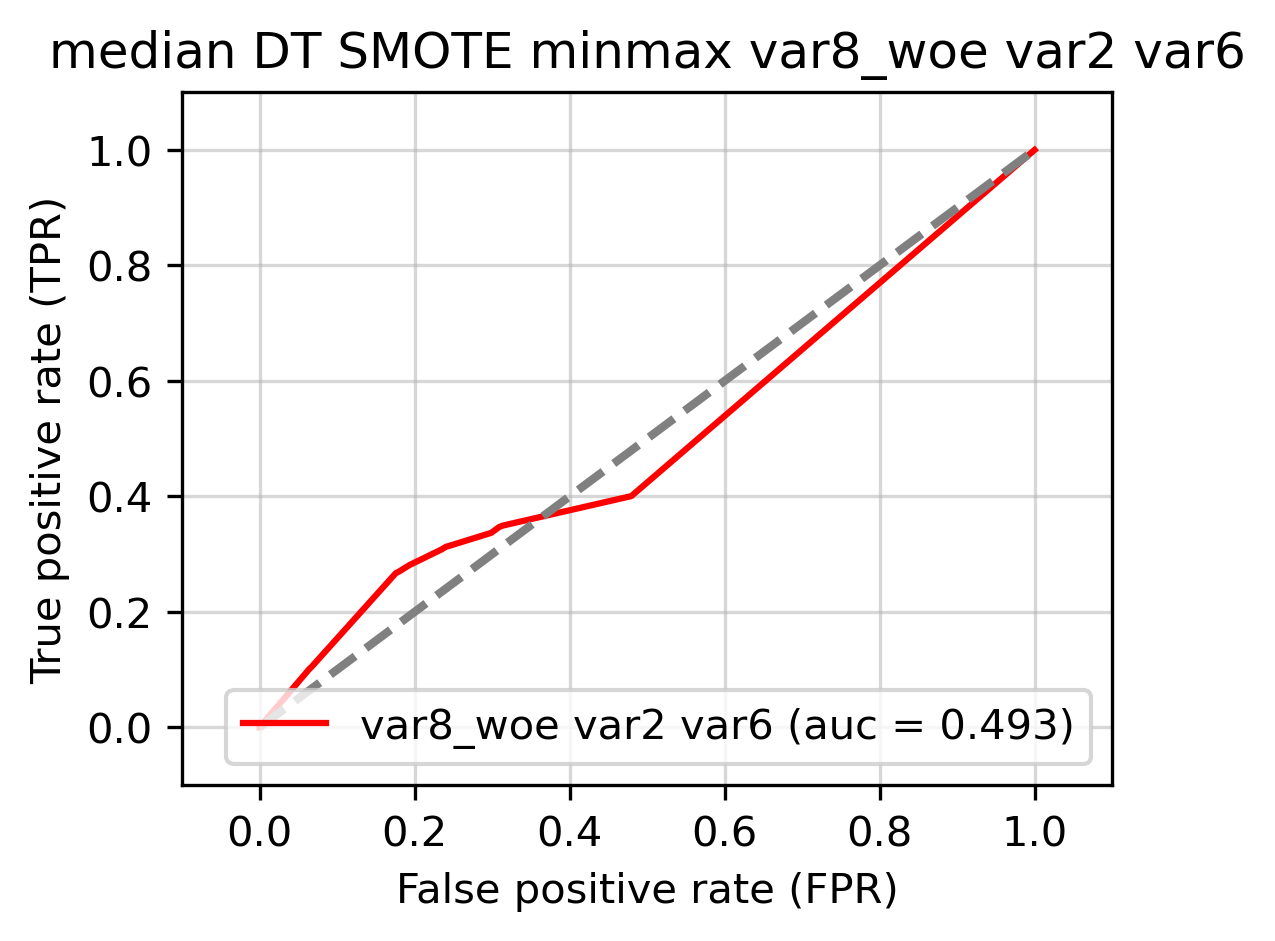 median DT SMOTE minmax var8_woe var2 var6
True positive rate (TPR)
1.0
0.8
0.6
0.4
0.2
0.0
var8_woe var2 var6 (auc = 0.493)
0.0 0.2 0.4 0.6 0.8 1.0
False positive rate (FPR)